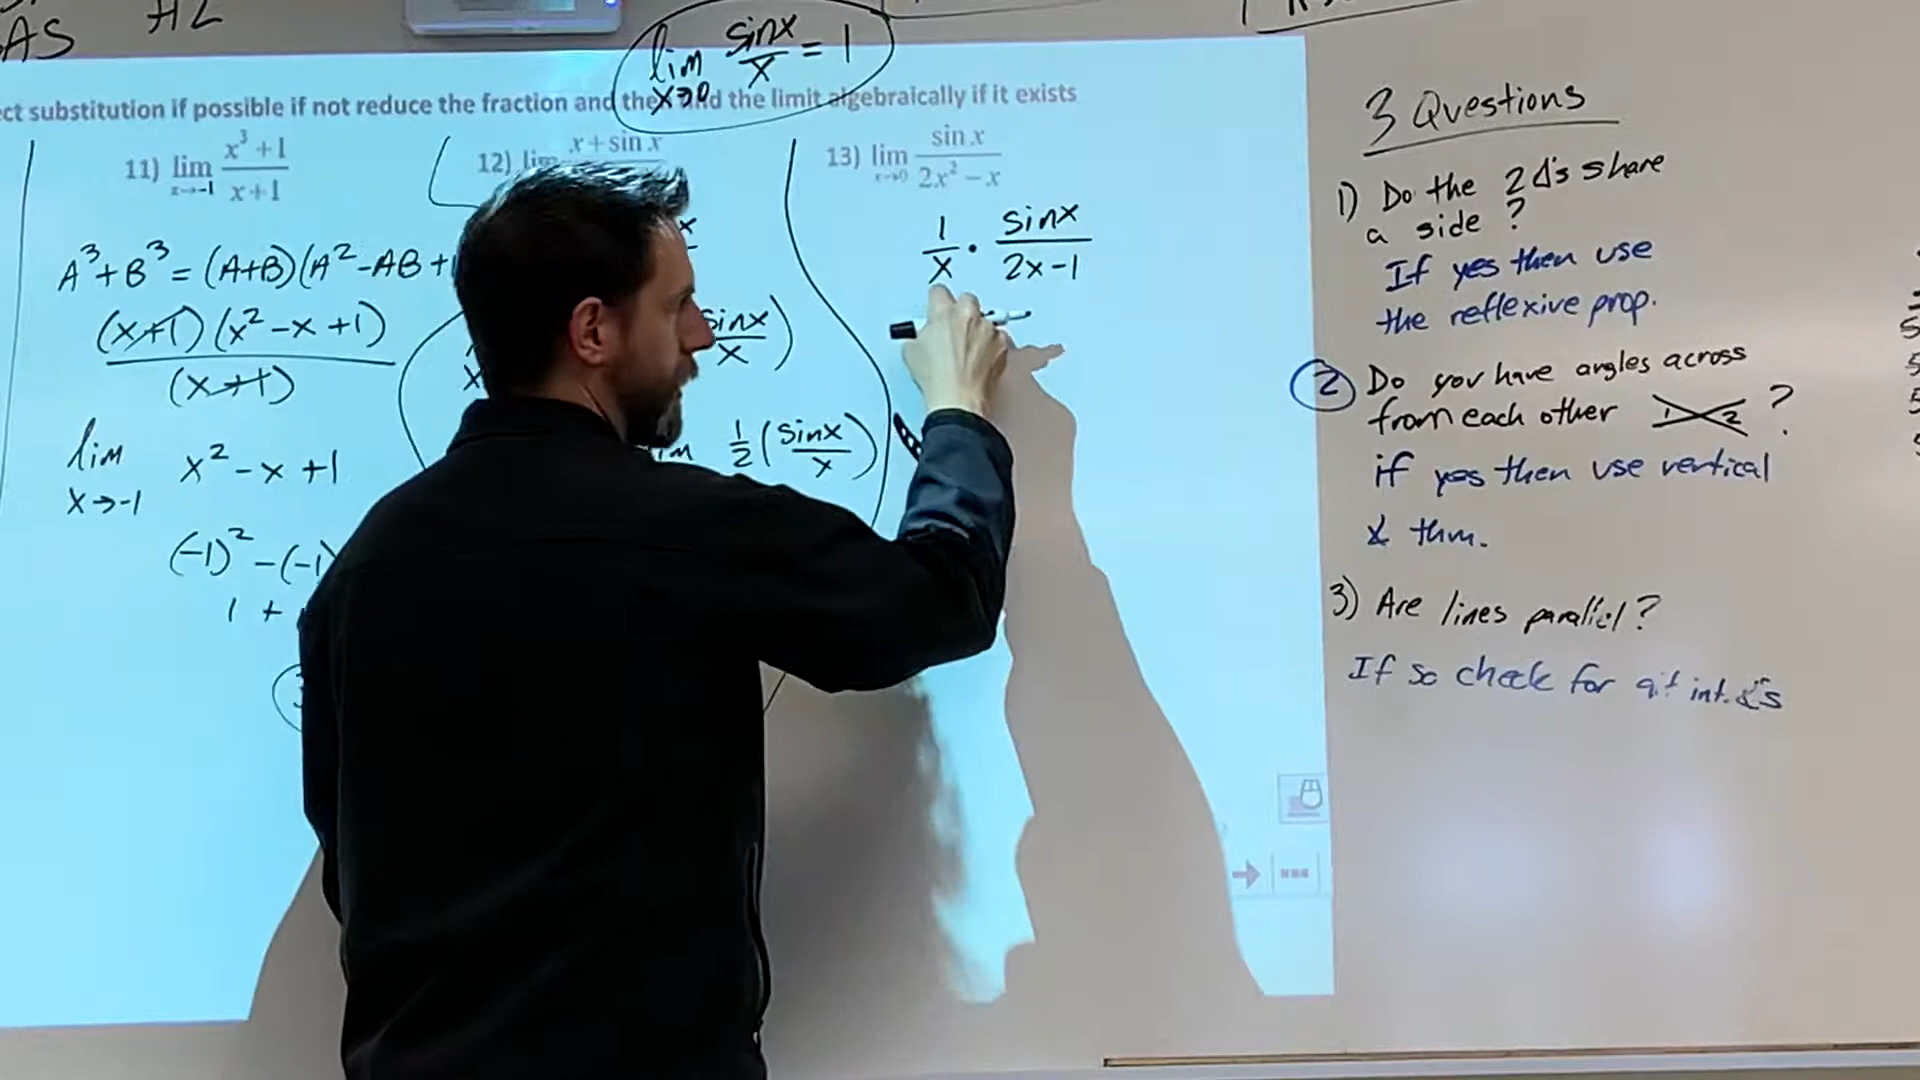 AS H2
lim sinx/x = 1
x→0
ct substitution if possible if not reduce the fraction and the the limit algebraically if it exists
11) lim x³+1/x+1
x→-1
A³+B³=(A+B)(A²-AB+
(x+1)(x²-x+1)
(x+1)
lim x²-x+1
x→-1
(-1)²-(-1)
1 +
12) lim x+sin x
x
sinx/x)
1/2(sinx/x)
13) lim sin x/2x²-x
x→0
1/x · sinx/2x-1
3 Questions
1) Do the 2 Δ's share
a side?
If yes then use
the reflexive prop.
2 Do you have angles across
from each other 1 2 ?
if yes then use vertical
∡ thm.
3) Are lines parallel?
If so check for int. ∡'s